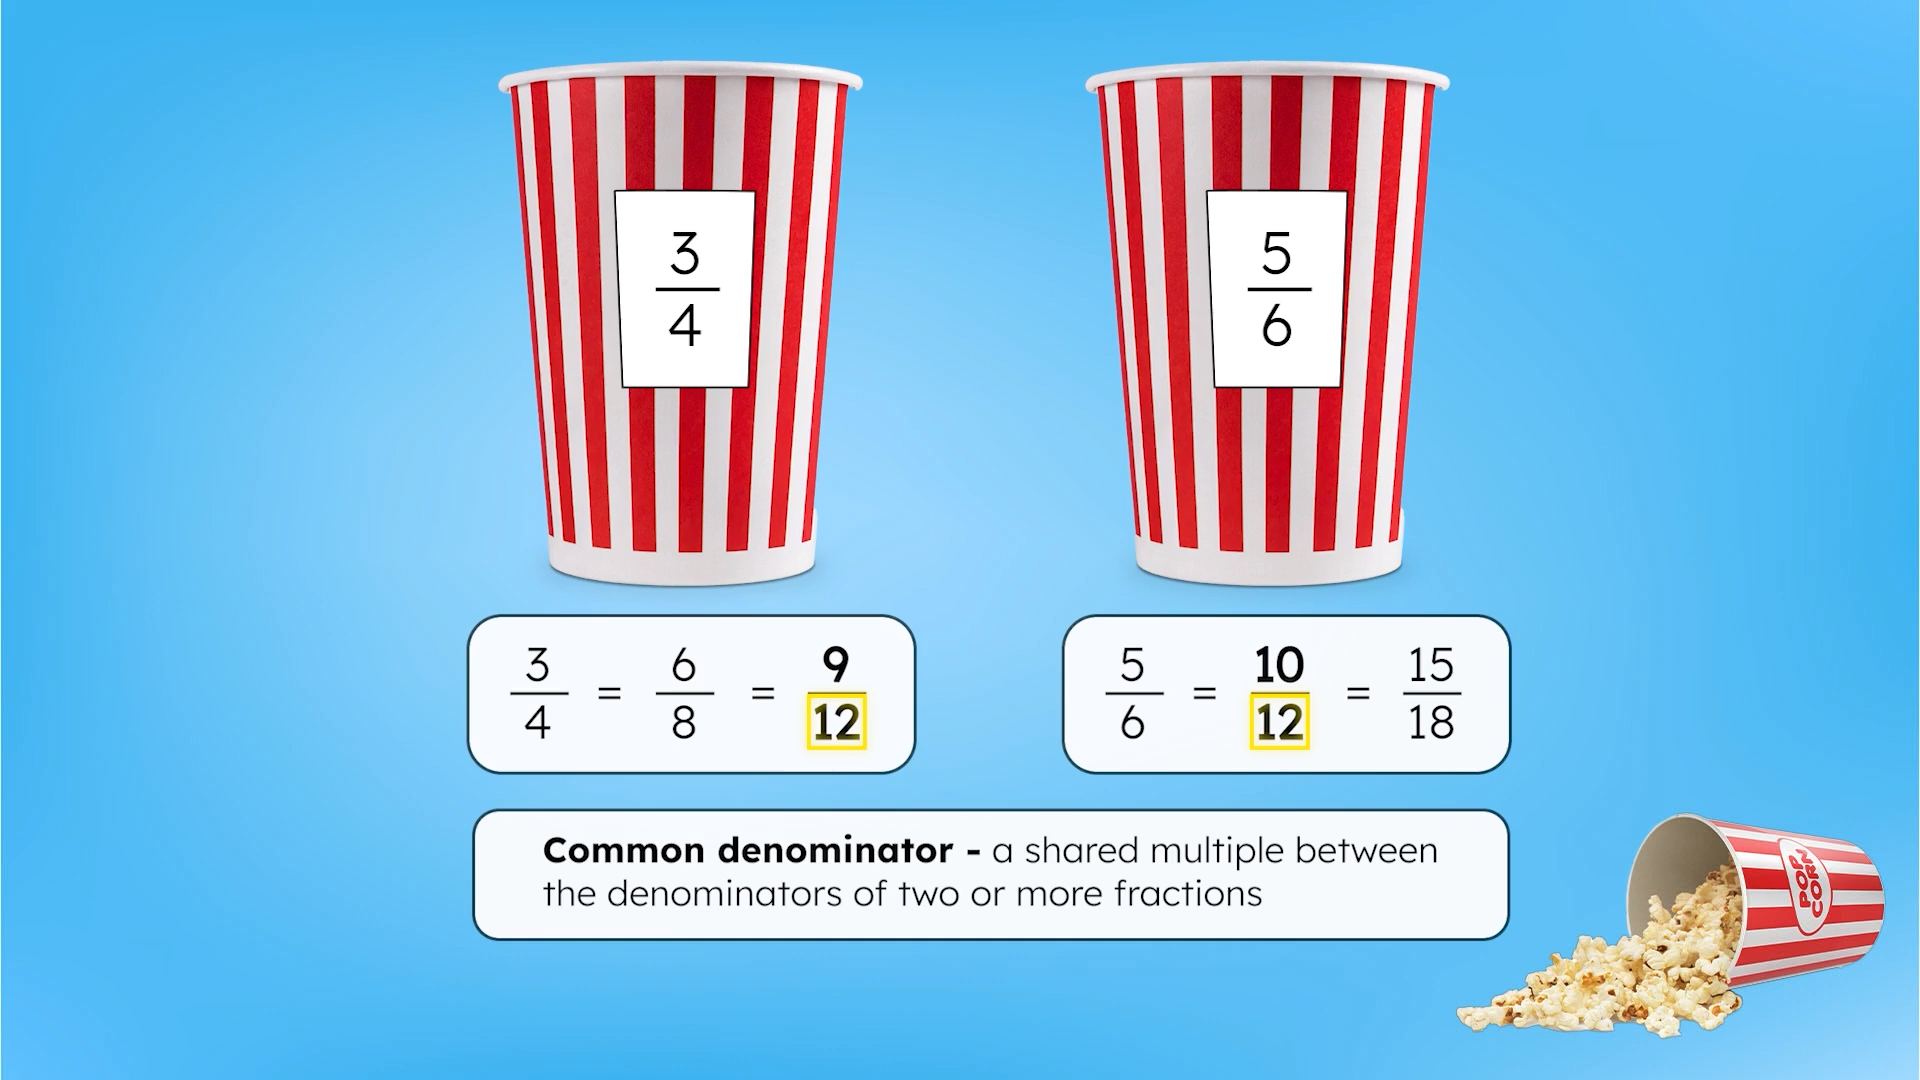 3/4
5/6
3/4 = 6/8 = 9/12
5/6 = 10/12 = 15/18
Common denominator - a shared multiple between
the denominators of two or more fractions
POP
CORN